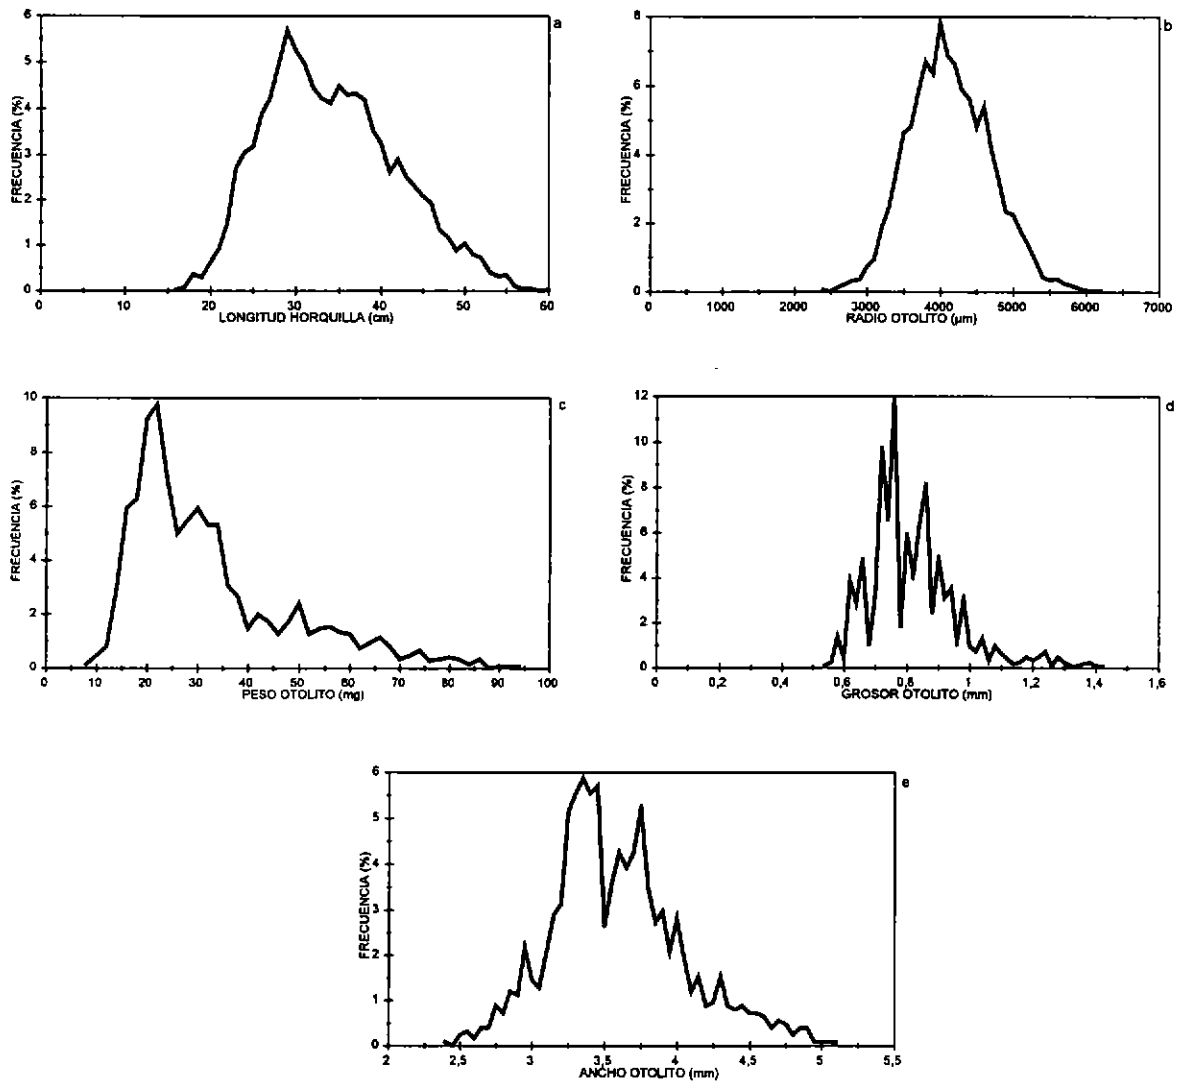 a
FRECUENCIA (%)
6
5
4
3
2
1
0
0 10 20 30 40 50 60
LONGITUD HORQUILLA (cm)
b
FRECUENCIA (%)
8
6
4
2
0
0 1000 2000 3000 4000 5000 6000 7000
RADIO OTOLITO (µm)
c
FRECUENCIA (%)
10
8
6
4
2
0
0 10 20 30 40 50 60 70 80 90 100
PESO OTOLITO (mg)
d
FRECUENCIA (%)
12
10
8
6
4
2
0
0 0,2 0,4 0,6 0,8 1 1,2 1,4 1,6
GROSOR OTOLITO (mm)
e
FRECUENCIA (%)
6
5
4
3
2
1
0
2 2,5 3 3,5 4 4,5 5 5,5
ANCHO OTOLITO (mm)